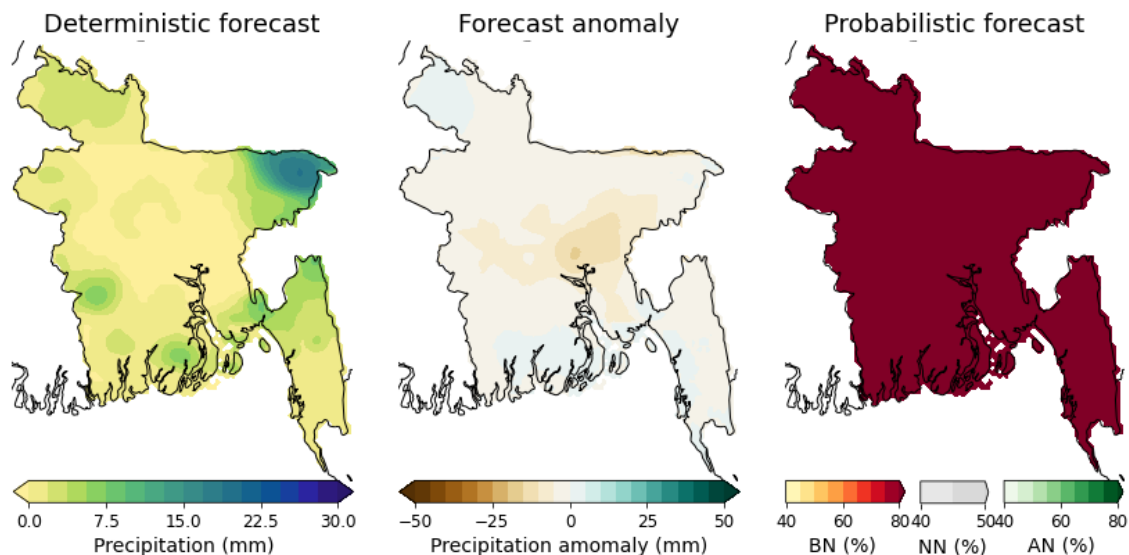 Deterministic forecast
Forecast anomaly
Probabilistic forecast
0.0 7.5 15.0 22.5 30.0
Precipitation (mm)
−50 −25 0 25 50
Precipitation amomaly (mm)
40 60 80
BN (%)
40 50
NN (%)
40 60 80
AN (%)